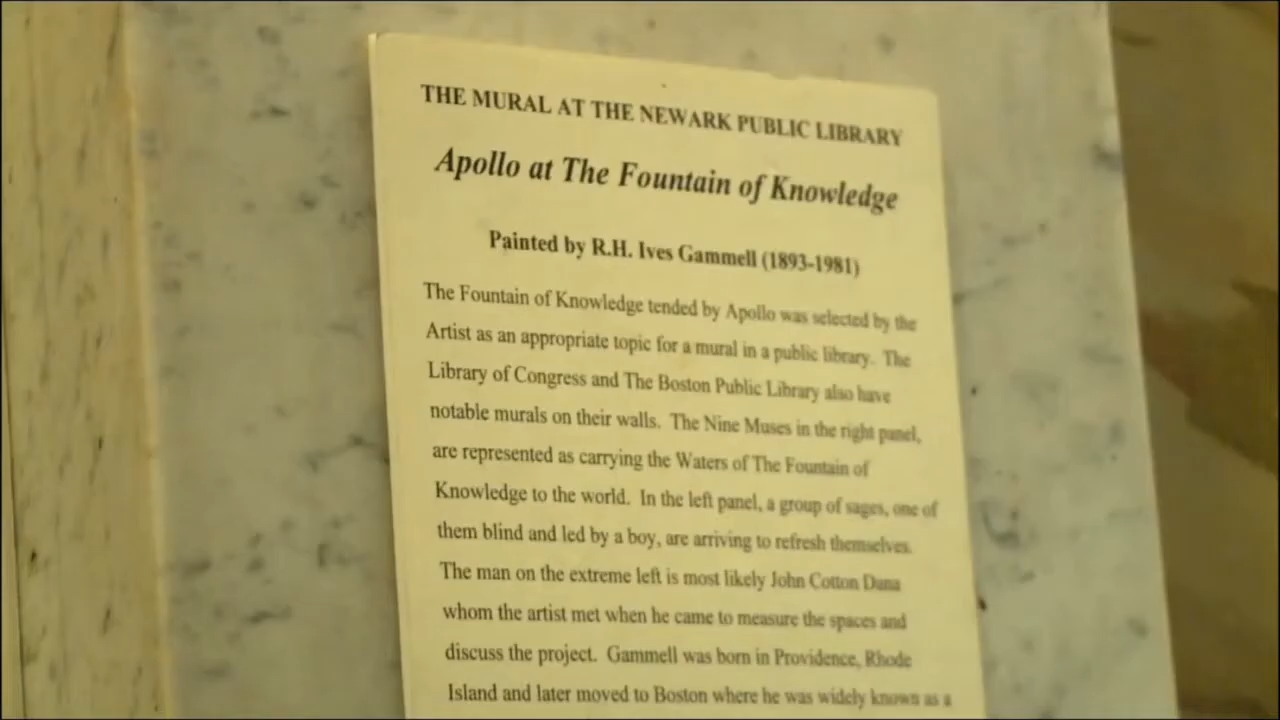 THE MURAL AT THE NEWARK PUBLIC LIBRARY
Apollo at The Fountain of Knowledge
Painted by R.H. Ives Gammell (1893-1981)
The Fountain of Knowledge tended by Apollo was selected by the
Artist as an appropriate topic for a mural in a public library. The
Library of Congress and The Boston Public Library also have
notable murals on their walls. The Nine Muses in the right panel,
are represented as carrying the Waters of The Fountain of
Knowledge to the world. In the left panel, a group of sages, one of
them blind and led by a boy, are arriving to refresh themselves.
The man on the extreme left is most likely John Cotton Dana
whom the artist met when he came to measure the spaces and
discuss the project. Gammell was born in Providence, Rhode
Island and later moved to Boston where he was widely known as a